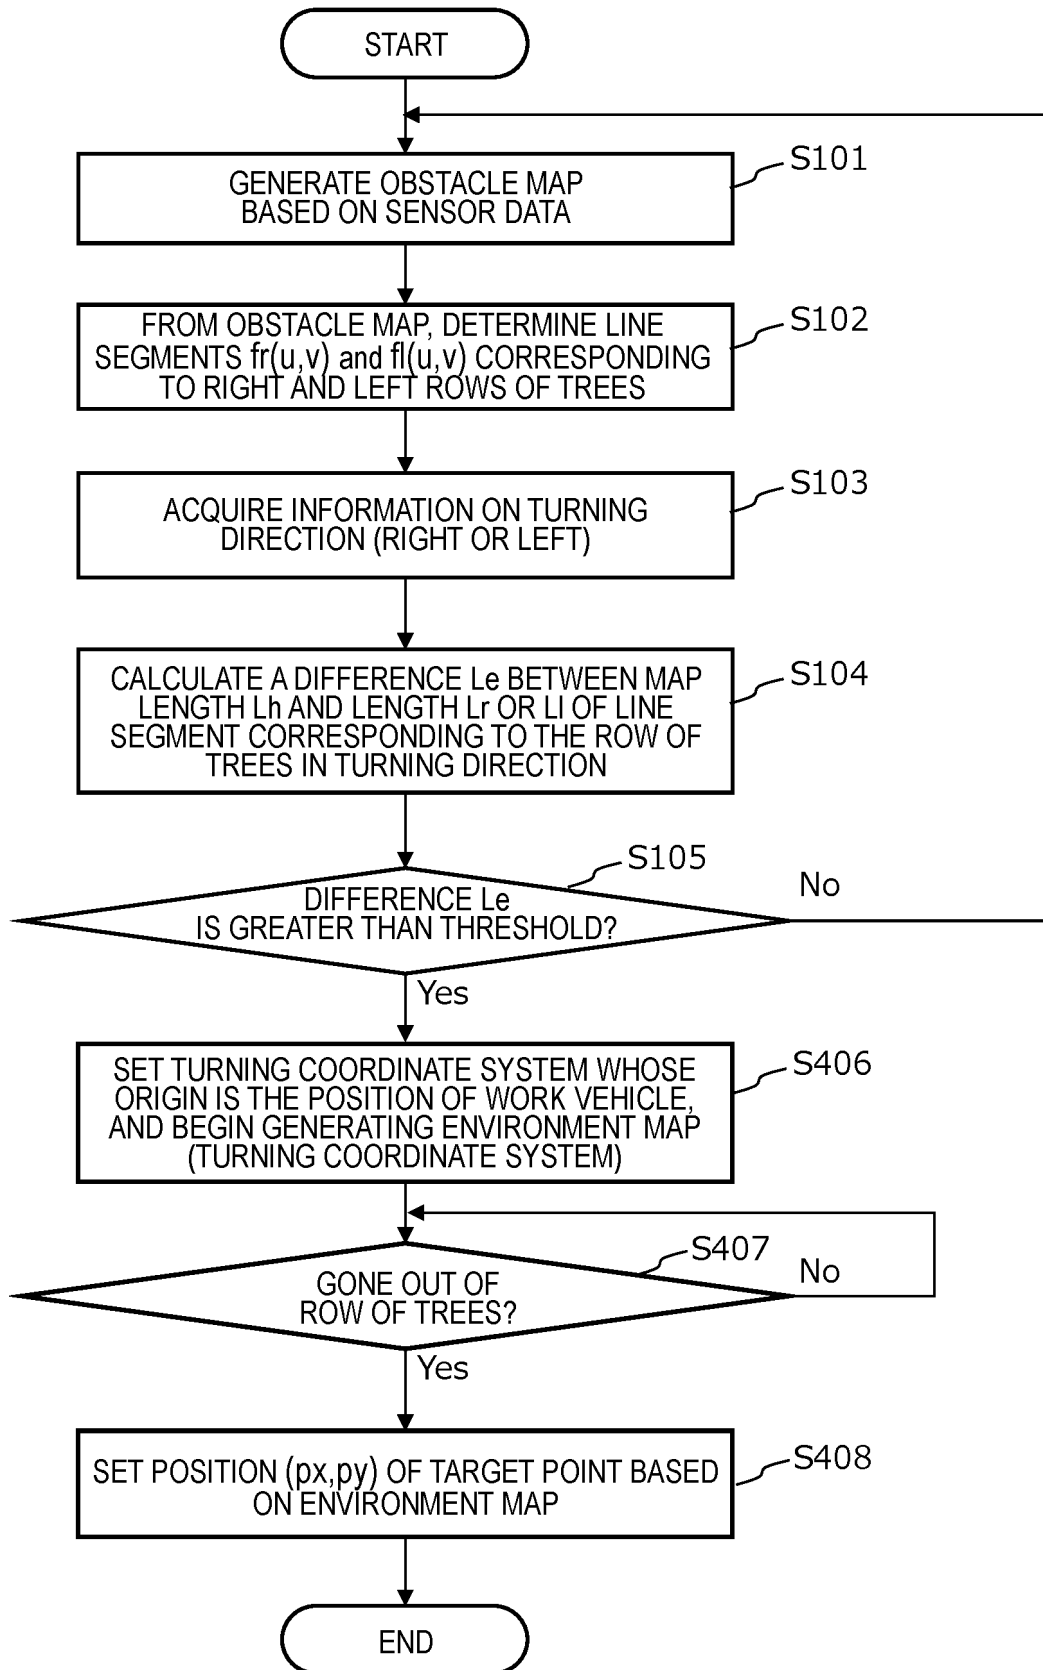 START
S101
GENERATE OBSTACLE MAP
BASED ON SENSOR DATA
S102
FROM OBSTACLE MAP, DETERMINE LINE
SEGMENTS fr(u,v) and fl(u,v) CORRESPONDING
TO RIGHT AND LEFT ROWS OF TREES
S103
ACQUIRE INFORMATION ON TURNING
DIRECTION (RIGHT OR LEFT)
S104
CALCULATE A DIFFERENCE Le BETWEEN MAP
LENGTH Lh AND LENGTH Lr OR Ll OF LINE
SEGMENT CORRESPONDING TO THE ROW OF
TREES IN TURNING DIRECTION
S105
DIFFERENCE Le
IS GREATER THAN THRESHOLD?
No
Yes
S406
SET TURNING COORDINATE SYSTEM WHOSE
ORIGIN IS THE POSITION OF WORK VEHICLE,
AND BEGIN GENERATING ENVIRONMENT MAP
(TURNING COORDINATE SYSTEM)
S407
GONE OUT OF
ROW OF TREES?
No
Yes
S408
SET POSITION (px,py) OF TARGET POINT BASED
ON ENVIRONMENT MAP
END